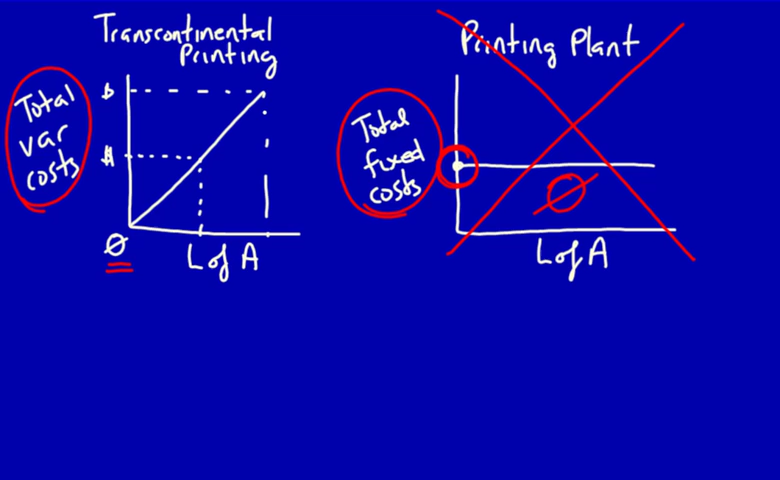 Transcontinental
Printing
Total
var
costs
$
$
Ø
L of A
Printing Plant
Total
fixed
costs
Ø
L of A